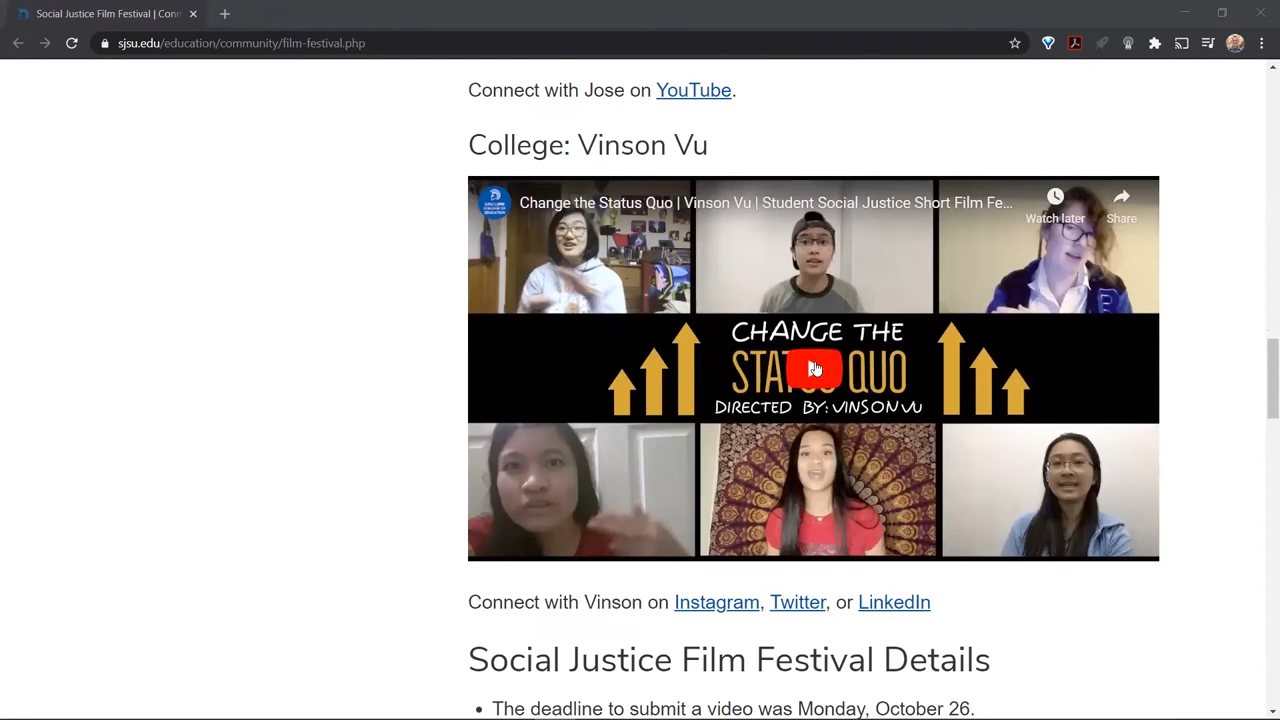 Social Justice Film Festival | Conn
sjsu.edu/education/community/film-festival.php
Connect with Jose on YouTube.
College: Vinson Vu
Change the Status Quo | Vinson Vu | Student Social Justice Short Film Fe...
Watch later
Share
CHANGE THE
STATUS QUO
DIRECTED BY: VINSON VU
Connect with Vinson on Instagram, Twitter, or LinkedIn
Social Justice Film Festival Details
• The deadline to submit a video was Monday, October 26.